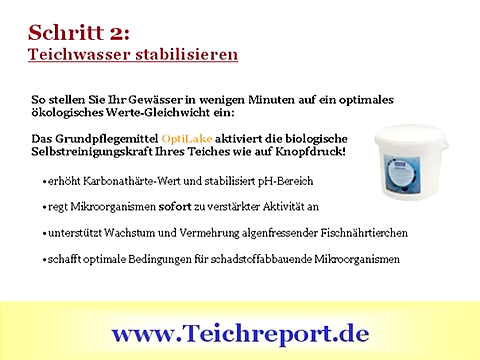 Schritt 2:
Teichwasser stabilisieren
So stellen Sie Ihr Gewässer in wenigen Minuten auf ein optimales
ökologisches Werte-Gleichwicht ein:
Das Grundpflegemittel OptiLake aktiviert die biologische
Selbstreinigungskraft Ihres Teiches wie auf Knopfdruck!
• erhöht Karbonathärte-Wert und stabilisiert pH-Bereich
• regt Mikroorganismen sofort zu verstärkter Aktivität an
• unterstützt Wachstum und Vermehrung algenfressender Fischnährtierchen
• schafft optimale Bedingungen für schadstoffabbauende Mikroorganismen
www.Teichreport.de